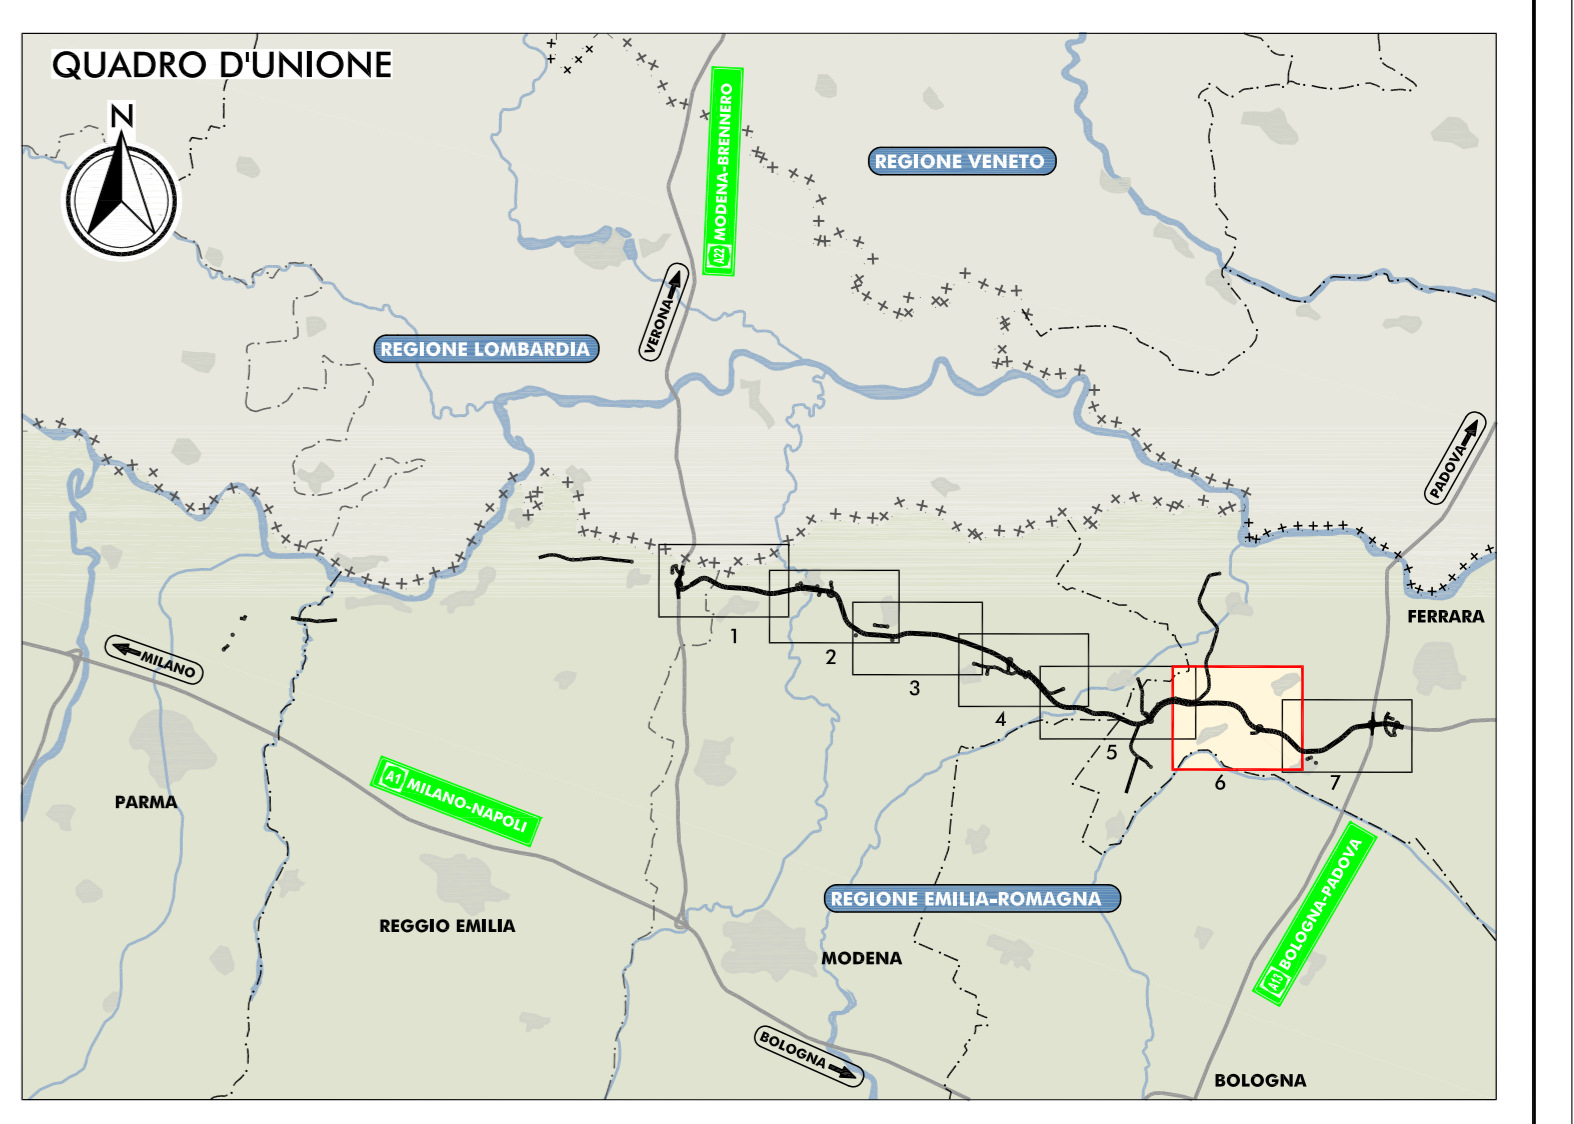 QUADRO D'UNIONE
N
A22 MODENA-BRENNERO
REGIONE VENETO
VERONA
REGIONE LOMBARDIA
PADOVA
FERRARA
1
2
3
4
5
6
7
MILANO
PARMA
A1 MILANO-NAPOLI
REGGIO EMILIA
REGIONE EMILIA-ROMAGNA
MODENA
A13 BOLOGNA-PADOVA
BOLOGNA
BOLOGNA